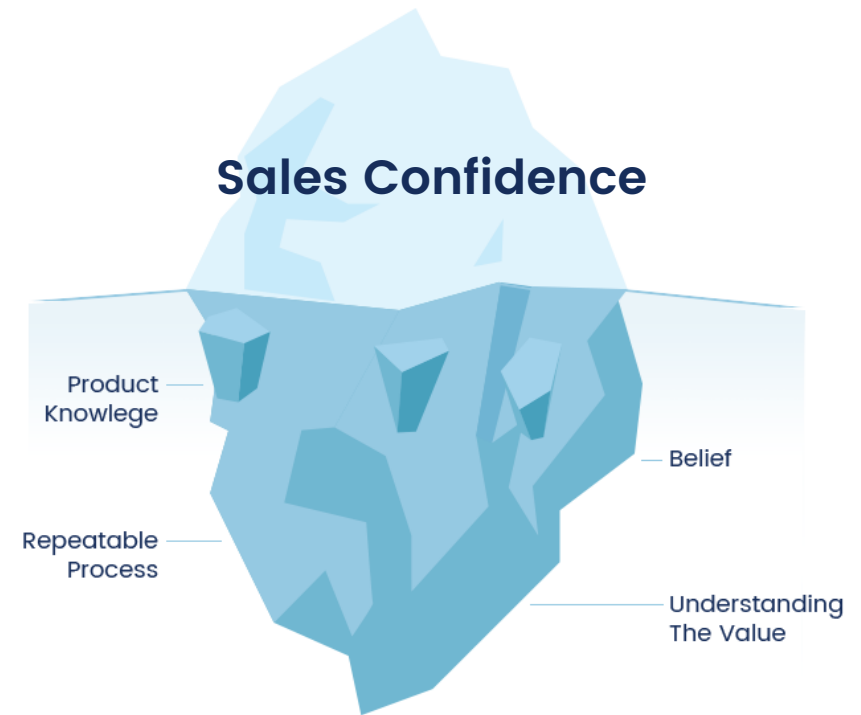 Sales Confidence
Product
Knowlege
Repeatable
Process
Belief
Understanding
The Value